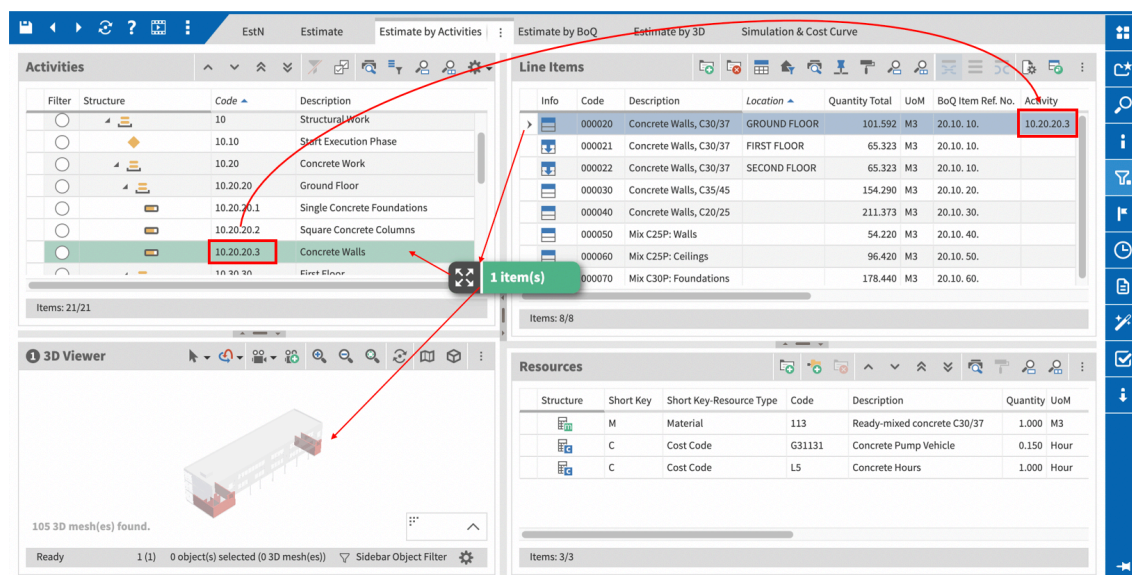 EstN Estimate Estimate by Activities Estimate by BoQ Estimate by 3D Simulation & Cost Curve
Activities
Filter Structure Code Description
10 Structural Work
10.10 Start Execution Phase
10.20 Concrete Work
10.20.20 Ground Floor
10.20.20.1 Single Concrete Foundations
10.20.20.2 Square Concrete Columns
10.20.20.3 Concrete Walls
10.30.30 First Floor
Items: 21/21
Line Items
Info Code Description Location Quantity Total UoM BoQ Item Ref. No. Activity
000020 Concrete Walls, C30/37 GROUND FLOOR 101.592 M3 20.10. 10. 10.20.20.3
000021 Concrete Walls, C30/37 FIRST FLOOR 65.323 M3 20.10. 10.
000022 Concrete Walls, C30/37 SECOND FLOOR 65.323 M3 20.10. 10.
000030 Concrete Walls, C35/45 154.290 M3 20.10. 20.
000040 Concrete Walls, C20/25 211.373 M3 20.10. 30.
000050 Mix C25P: Walls 54.220 M3 20.10. 40.
000060 Mix C25P: Ceilings 96.420 M3 20.10. 50.
000070 Mix C30P: Foundations 178.440 M3 20.10. 60.
1 item(s)
Items: 8/8
1 3D Viewer
105 3D mesh(es) found.
Ready 1 (1) 0 object(s) selected (0 3D mesh(es)) Sidebar Object Filter
Resources
Structure Short Key Short Key-Resource Type Code Description Quantity UoM
M Material 113 Ready-mixed concrete C30/37 1.000 M3
C Cost Code G31131 Concrete Pump Vehicle 0.150 Hour
C Cost Code L5 Concrete Hours 1.000 Hour
Items: 3/3